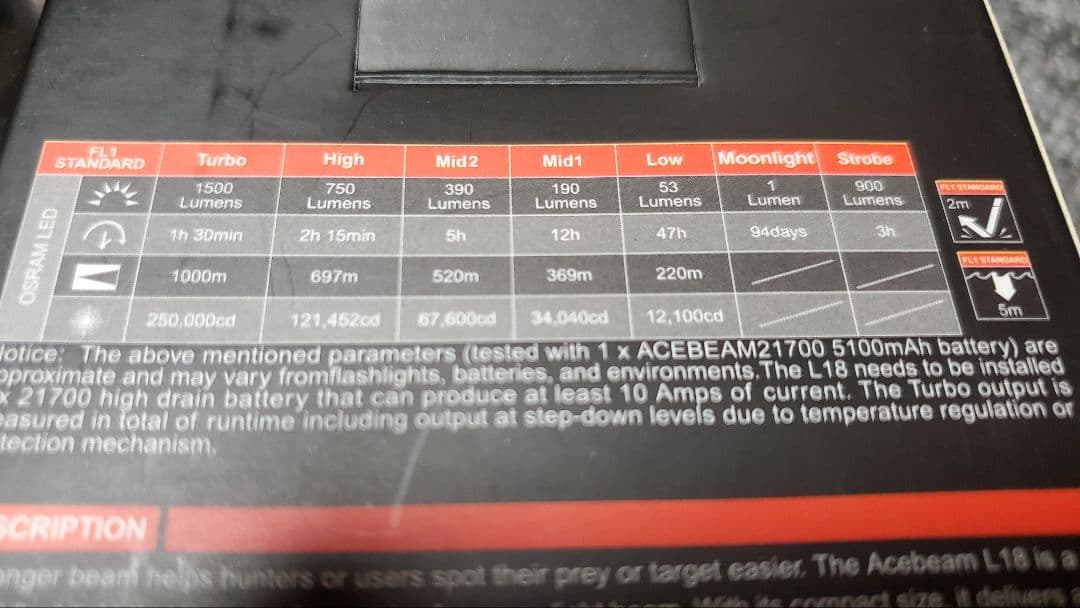 FL1 STANDARD Turbo High Mid2 Mid1 Low Moonlight Strobe
OSRAM LED
1500 Lumens 750 Lumens 390 Lumens 190 Lumens 53 Lumens 1 Lumen 900 Lumens
1h 30min 2h 15min 5h 12h 47h 94days 3h
1000m 697m 520m 369m 220m
250,000cd 121,452cd 67,600cd 34,040cd 12,100cd
FL1 STANDARD
2m
FL1 STANDARD
5m
otice: The above mentioned parameters (tested with 1 x ACEBEAM21700 5100mAh battery) are
pproximate and may vary fromflashlights, batteries, and environments.The L18 needs to be installed
x 21700 high drain battery that can produce at least 10 Amps of current. The Turbo output is
easured in total of runtime including output at step-down levels due to temperature regulation or
tection mechanism.
SCRIPTION
onger beam helps hunters or users spot their prey or target easier. The Acebeam L18 is a
compact size, it delivers